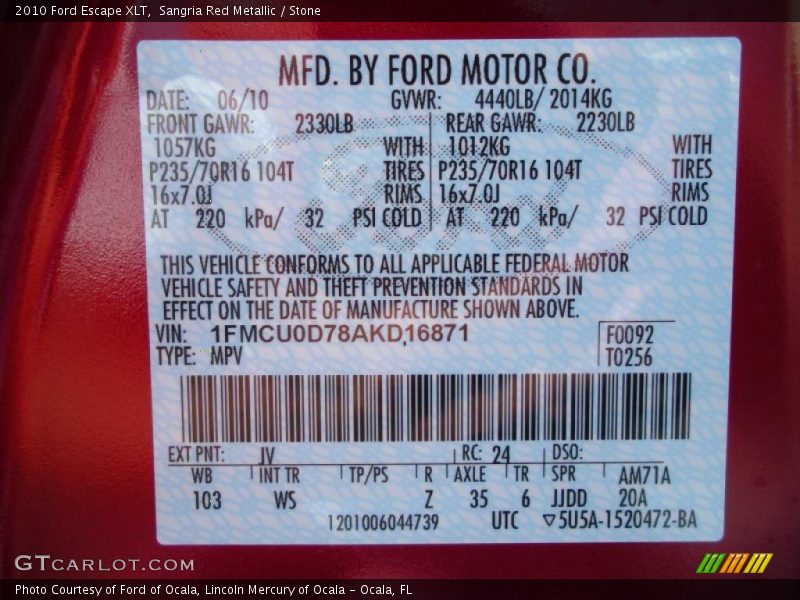 2010 Ford Escape XLT, Sangria Red Metallic / Stone
MFD. BY FORD MOTOR CO.
DATE: 06/10 GVWR: 4440LB/ 2014KG
FRONT GAWR: 2330LB REAR GAWR: 2230LB
1057KG WITH 1012KG WITH
P235/70R16 104T TIRES P235/70R16 104T TIRES
16x7.0J RIMS 16x7.0J RIMS
AT 220 kPa/ 32 PSI COLD AT 220 kPa/ 32 PSI COLD
THIS VEHICLE CONFORMS TO ALL APPLICABLE FEDERAL MOTOR
VEHICLE SAFETY AND THEFT PREVENTION STANDARDS IN
EFFECT ON THE DATE OF MANUFACTURE SHOWN ABOVE.
VIN: 1FMCU0D78AKD16871 F0092
TYPE: MPV T0256
EXT PNT: JV RC: 24 DSO:
WB INT TR TP/PS R AXLE TR SPR AM71A
103 WS Z 35 6 JJDD 20A
1201006044739 UTC ▽5U5A-1520472-BA
GTCARLOT.COM
Photo Courtesy of Ford of Ocala, Lincoln Mercury of Ocala - Ocala, FL